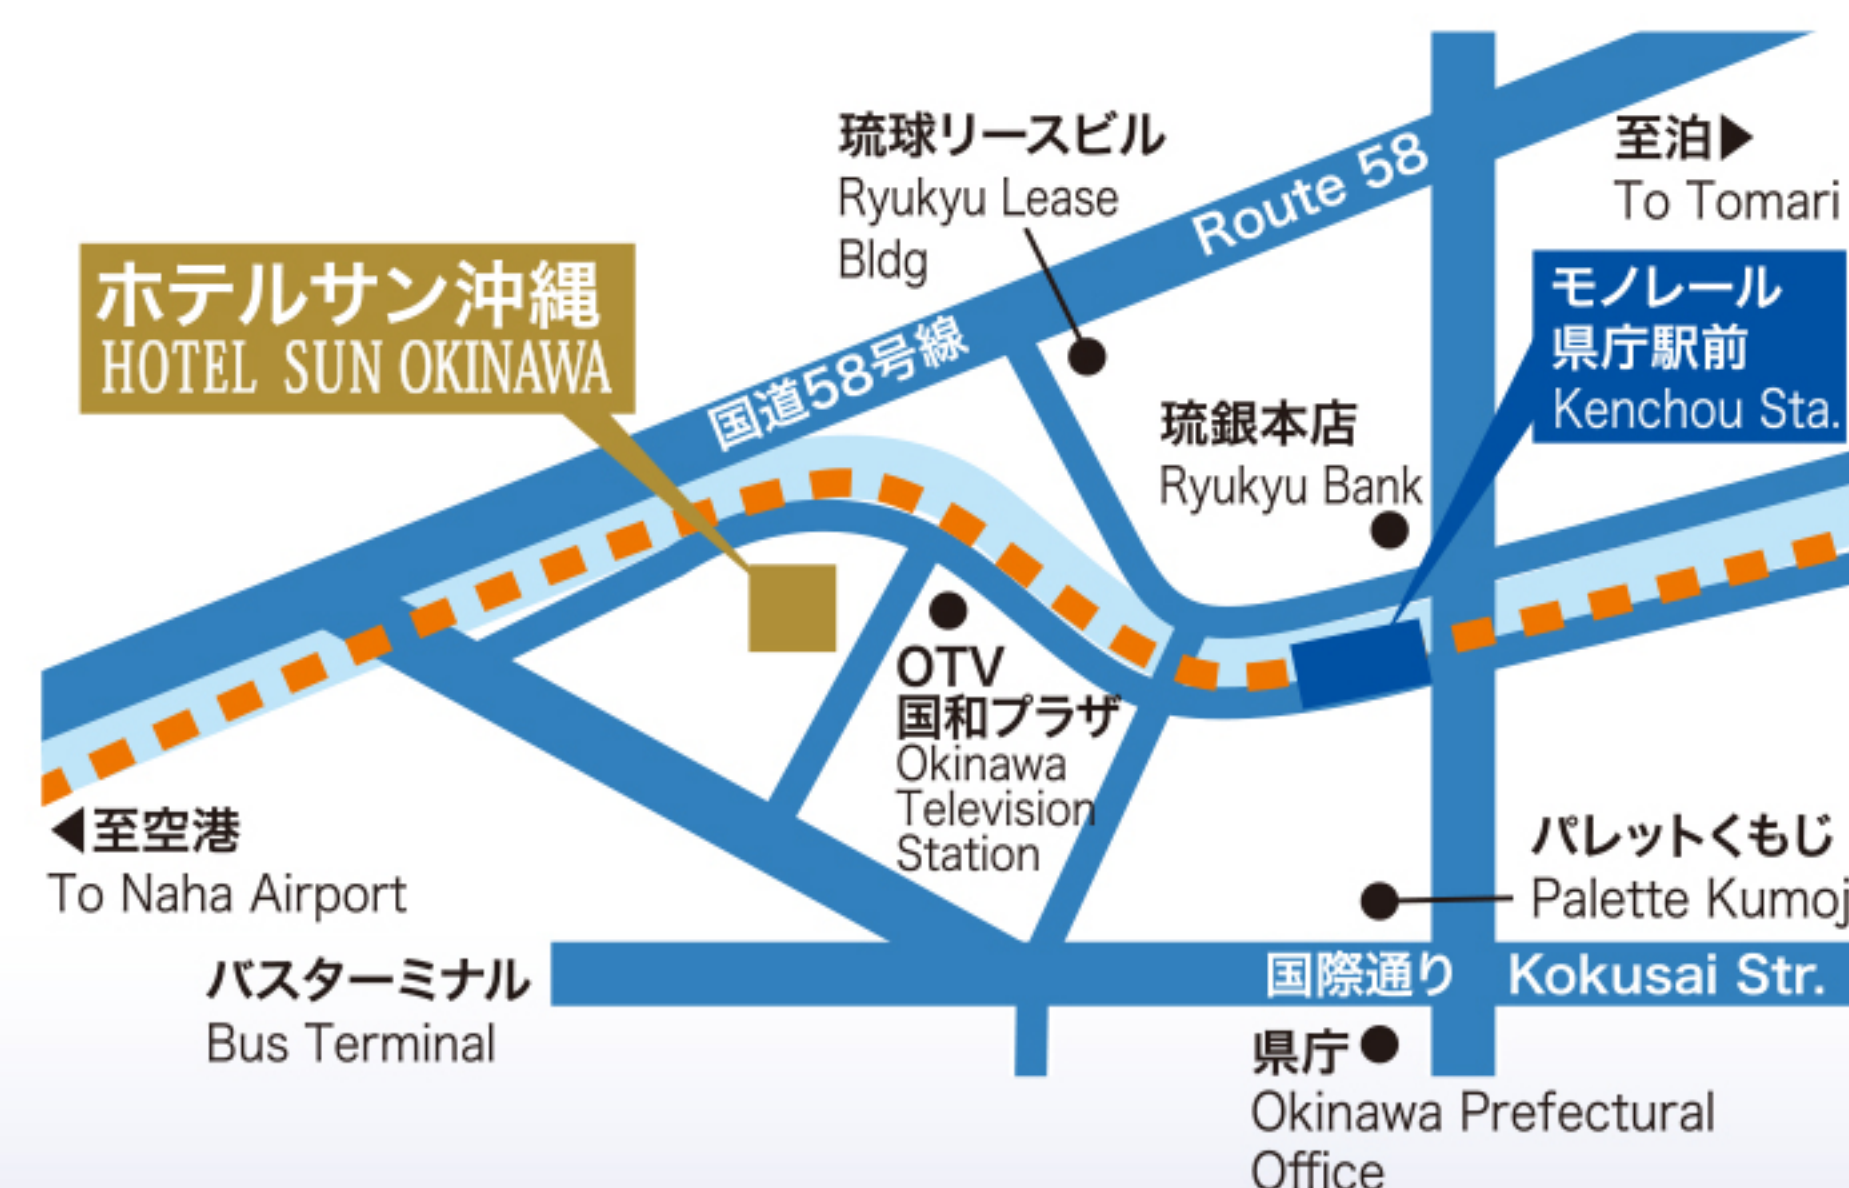 琉球リースビル
Ryukyu Lease
Bldg
Route 58
至泊▶
To Tomari
ホテルサン沖縄
HOTEL SUN OKINAWA
国道58号線
モノレール
県庁駅前
Kenchou Sta.
琉銀本店
Ryukyu Bank
OTV
国和プラザ
Okinawa
Television
Station
◀至空港
To Naha Airport
パレットくもじ
Palette Kumoj
バスターミナル
Bus Terminal
国際通り Kokusai Str.
県庁
Okinawa Prefectural
Office